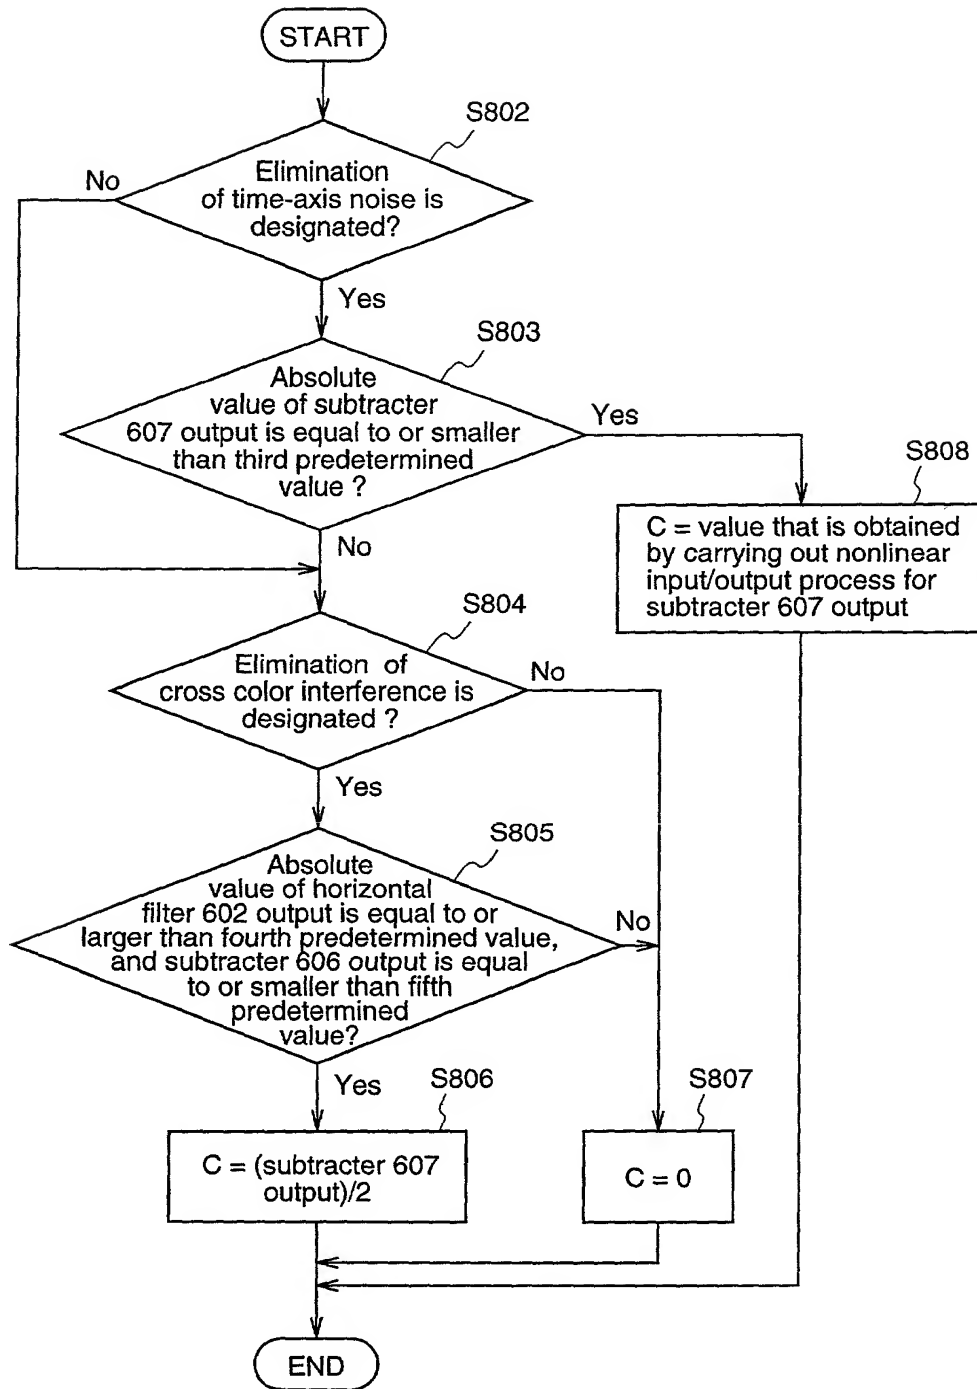 START
S802
Elimination
of time-axis noise is
designated?
No
Yes
S803
Absolute
value of subtracter
607 output is equal to or smaller
than third predetermined
value ?
Yes
No
S808
C = value that is obtained
by carrying out nonlinear
input/output process for
subtracter 607 output
S804
Elimination of
cross color interference is
designated ?
No
Yes
S805
Absolute
value of horizontal
filter 602 output is equal to or
larger than fourth predetermined value,
and subtracter 606 output is equal
to or smaller than fifth
predetermined
value?
No
Yes
S806
C = (subtracter 607
output)/2
S807
C = 0
END